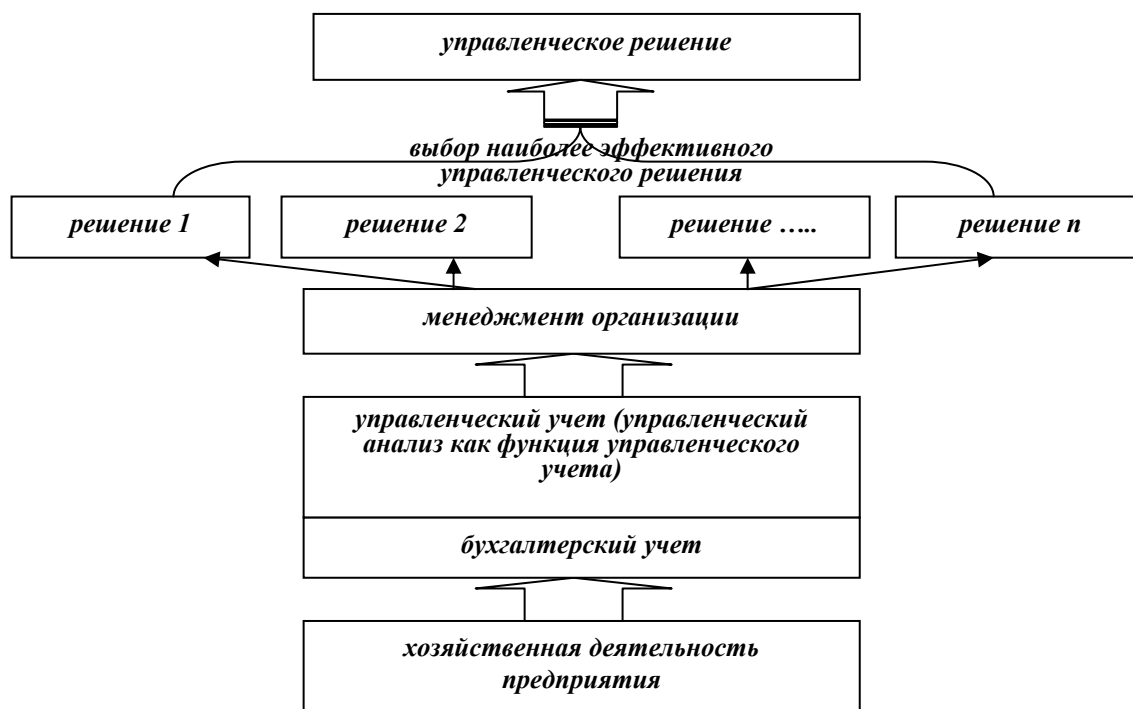 управленческое решение
выбор наиболее эффективного
управленческого решения
решение 1
решение 2
решение …..
решение n
менеджмент организации
управленческий учет (управленческий
анализ как функция управленческого
учета)
бухгалтерский учет
хозяйственная деятельность
предприятия